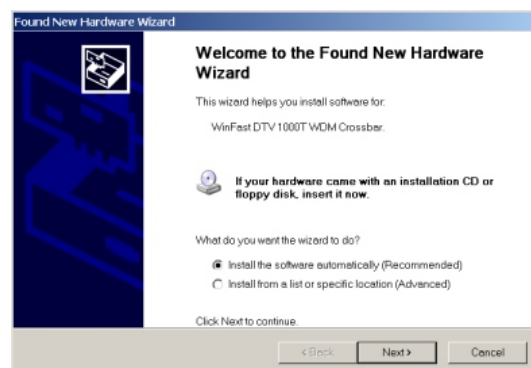 Found New Hardware Wizard
Welcome to the Found New Hardware
Wizard
This wizard helps you install software for:
WinFast DTV1000T WDM Crossbar.
If your hardware came with an installation CD or
floppy disk, insert it now.
What do you want the wizard to do?
Install the software automatically (Recommended)
Install from a list or specific location (Advanced)
Click Next to continue.
< Back
Next >
Cancel